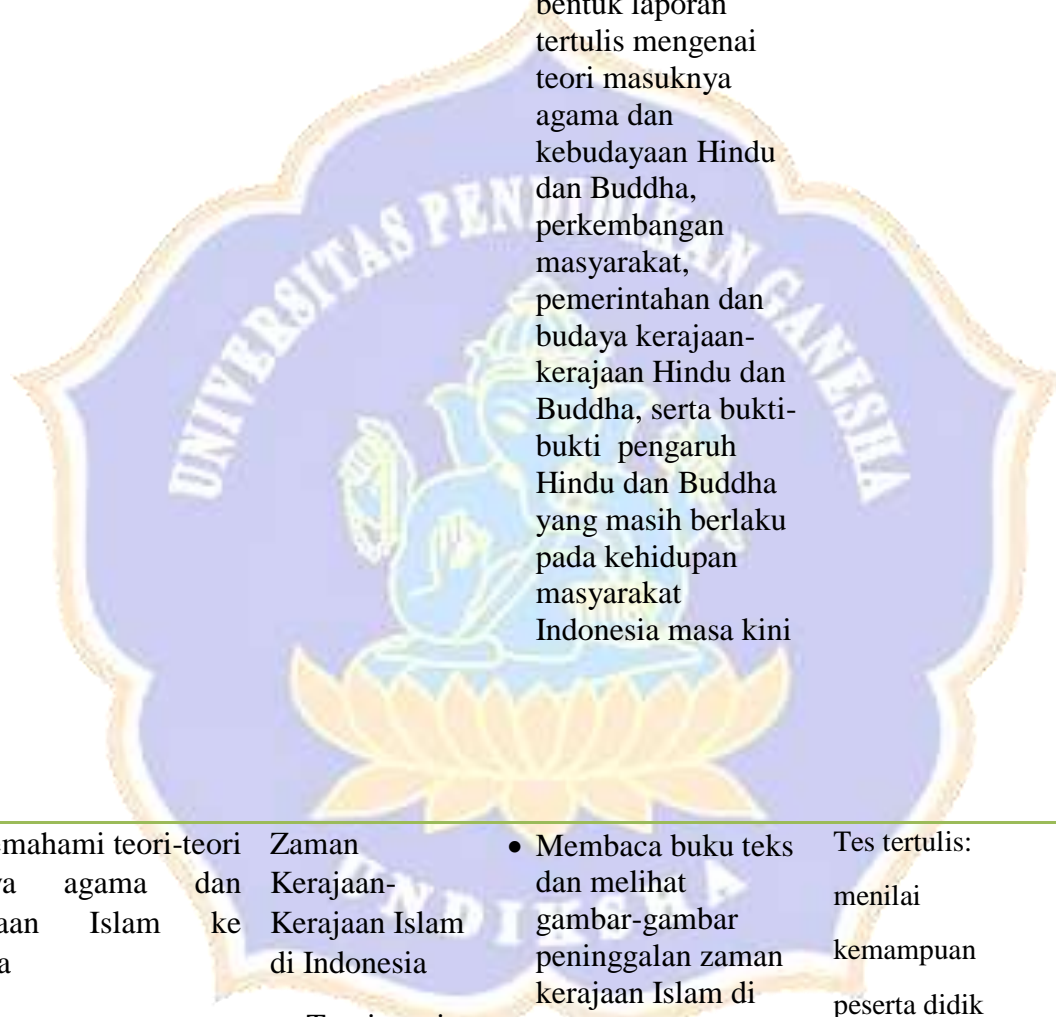 bentuk laporan
tertulis mengenai
teori masuknya
agama dan
kebudayaan Hindu
dan Buddha,
perkembangan
masyarakat,
pemerintahan dan
budaya kerajaan-
kerajaan Hindu dan
Buddha, serta bukti-
bukti pengaruh
Hindu dan Buddha
yang masih berlaku
pada kehidupan
masyarakat
Indonesia masa kini
UNIVERSITAS PENDIDIKAN GANESHA
UNDIKSHA
teori-teori
agama dan
Islam ke
Zaman
Kerajaan-
Kerajaan Islam
di Indonesia
• Membaca buku teks
dan melihat
gambar-gambar
peninggalan zaman
kerajaan Islam di
Tes tertulis:
menilai
kemampuan
peserta didik